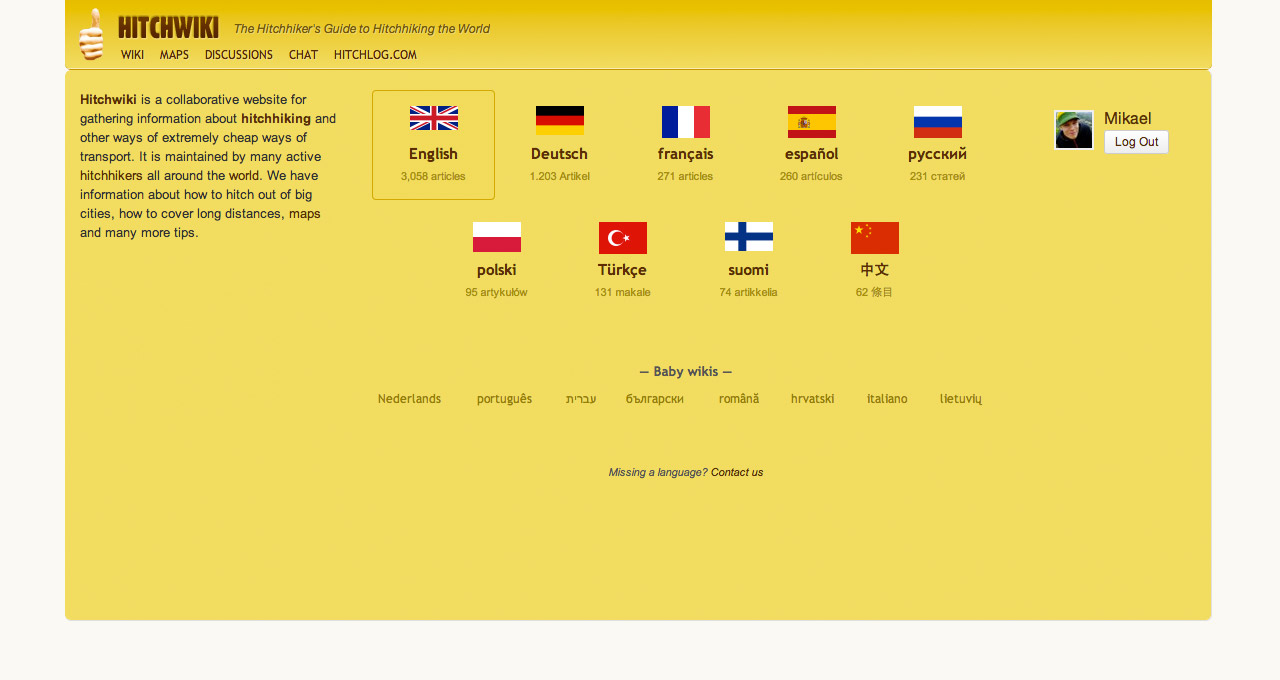 HITCHWIKI The Hitchhiker's Guide to Hitchhiking the World
WIKI MAPS DISCUSSIONS CHAT HITCHLOG.COM
Hitchwiki is a collaborative website for
gathering information about hitchhiking and
other ways of extremely cheap ways of
transport. It is maintained by many active
hitchhikers all around the world. We have
information about how to hitch out of big
cities, how to cover long distances, maps
and many more tips.
English Deutsch français español русский
3,058 articles 1.203 Artikel 271 articles 260 artículos 231 статей
polski Türkçe suomi 中文
95 artykułów 131 makale 74 artikkelia 62 條目
— Baby wikis —
Nederlands português עברית български română hrvatski italiano lietuvių
Missing a language? Contact us
Mikael
Log Out